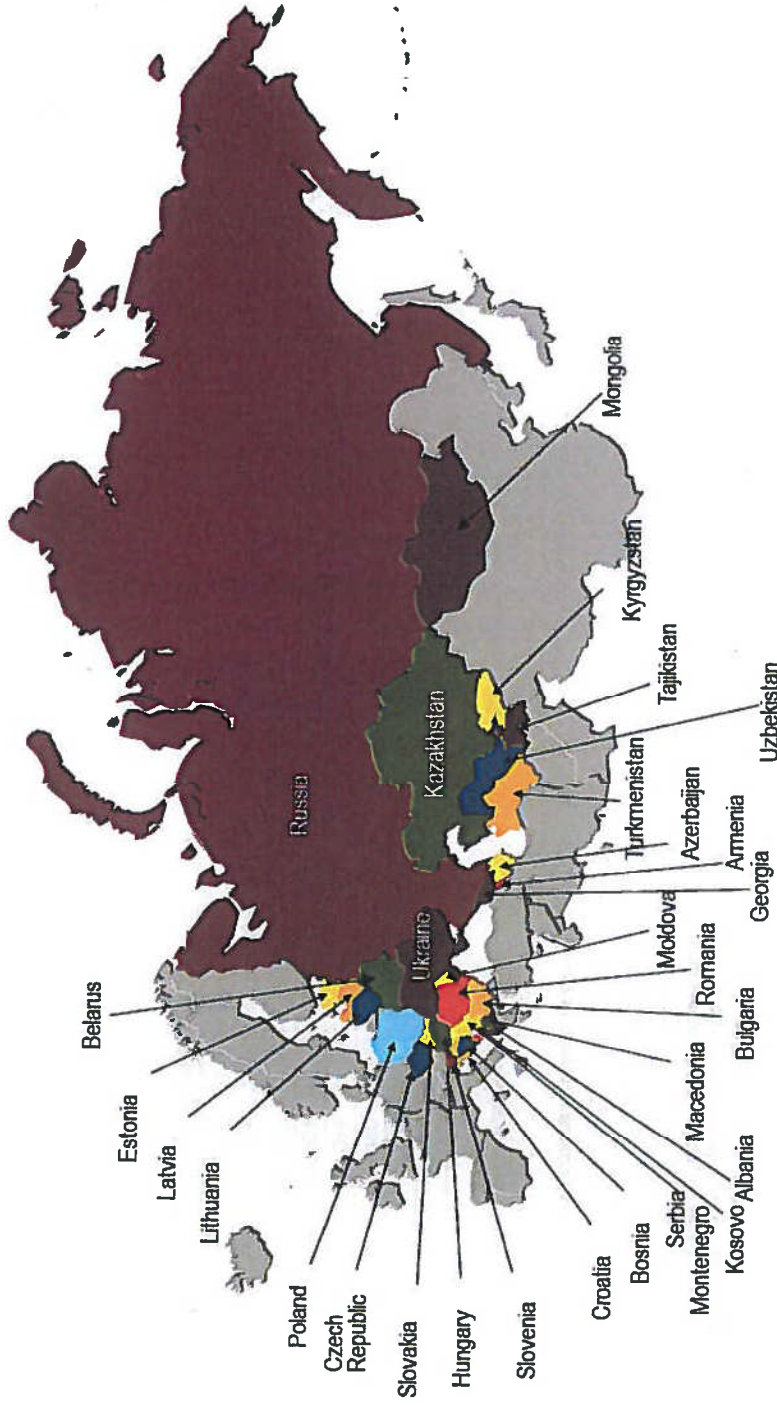 Belarus
Estonia
Latvia
Lithuania
Poland
Czech
Republic
Slovakia
Hungary
Slovenia
Croatia
Bosnia
Serbia
Montenegro
Kosovo
Albania
Macedonia
Bulgaria
Romania
Moldova
Ukraine
Russia
Kazakhstan
Georgia
Armenia
Azerbaijan
Turkmenistan
Uzbekistan
Tajikistan
Kyrgyzstan
Mongolia